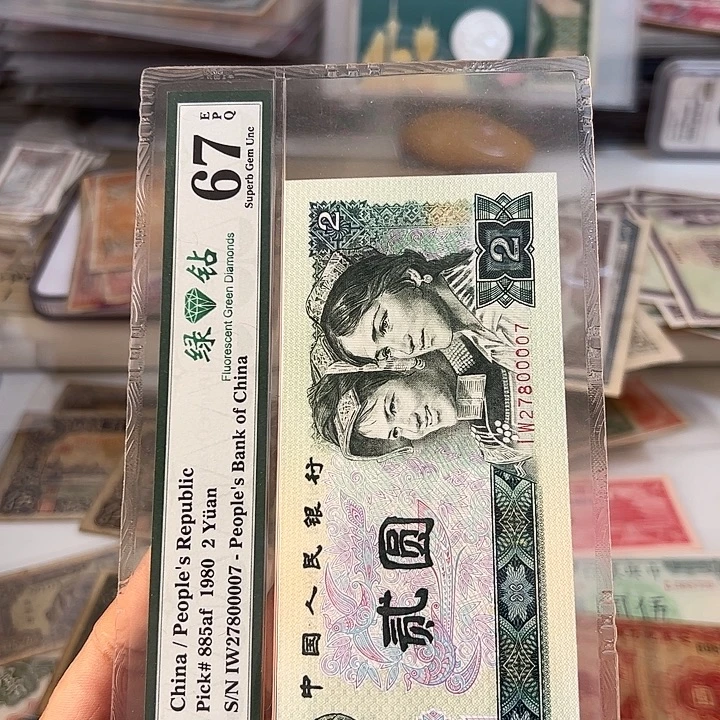 China / People's Republic
Pick# 885af 1980 2 Yüan
S/N IW27800007 - People's Bank of China
绿钻
Fluorescent Green Diamonds
67
EPQ
Superb Gem Unc
中国人民银行
贰圆
2
2
IW27800007